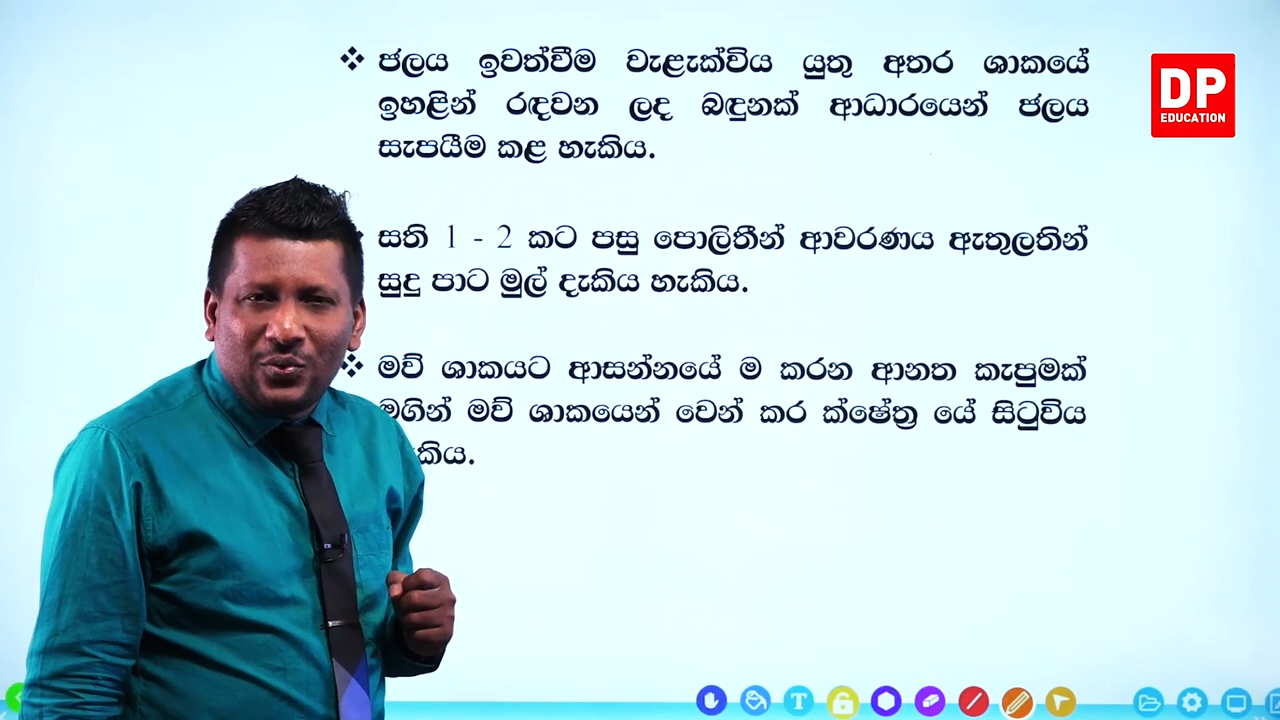 ❖ ජලය ඉවත්වීම වැළැක්විය යුතු අතර ශාකයේ
ඉහළින් රඳවන ලද බඳුනක් ආධාරයෙන් ජලය
සැපයීම කළ හැකිය.
සති 1 - 2 කට පසු පොලිතීන් ආවරණය ඇතුලතින්
සුදු පාට මුල් දැකිය හැකිය.
❖ මව් ශාකයට ආසන්නයේ ම කරන ආනත කැපුමක්
මගින් මව් ශාකයෙන් වෙන් කර ක්ෂේත්‍ර යේ සිටුවිය
DP
EDUCATION